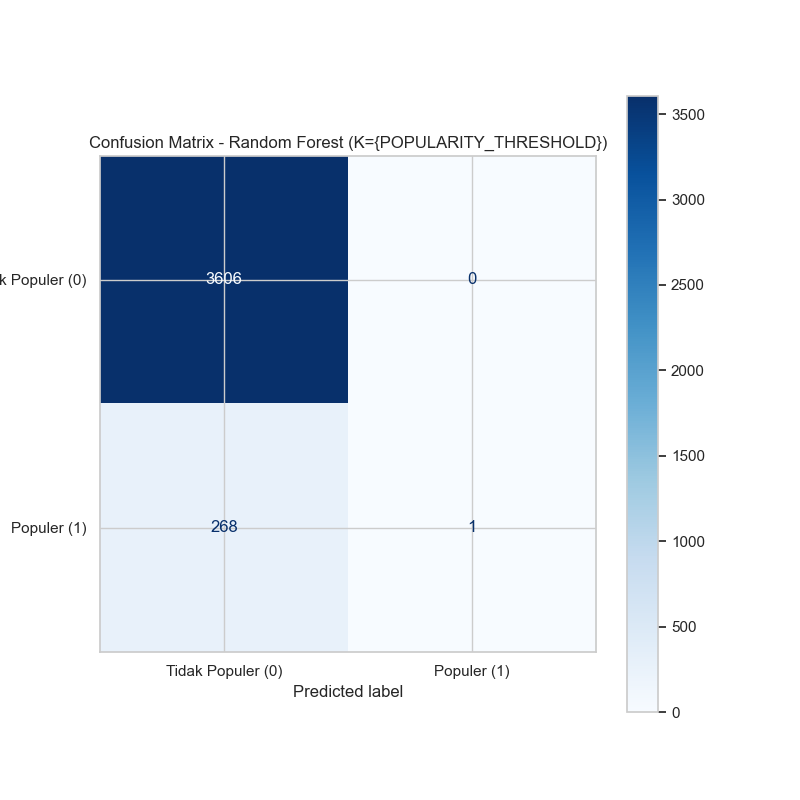 Confusion Matrix - Random Forest (K={POPULARITY_THRESHOLD})
k Populer (0)
3606 0
Populer (1)
268 1
Tidak Populer (0) Populer (1)
Predicted label
3500
3000
2500
2000
1500
1000
500
0